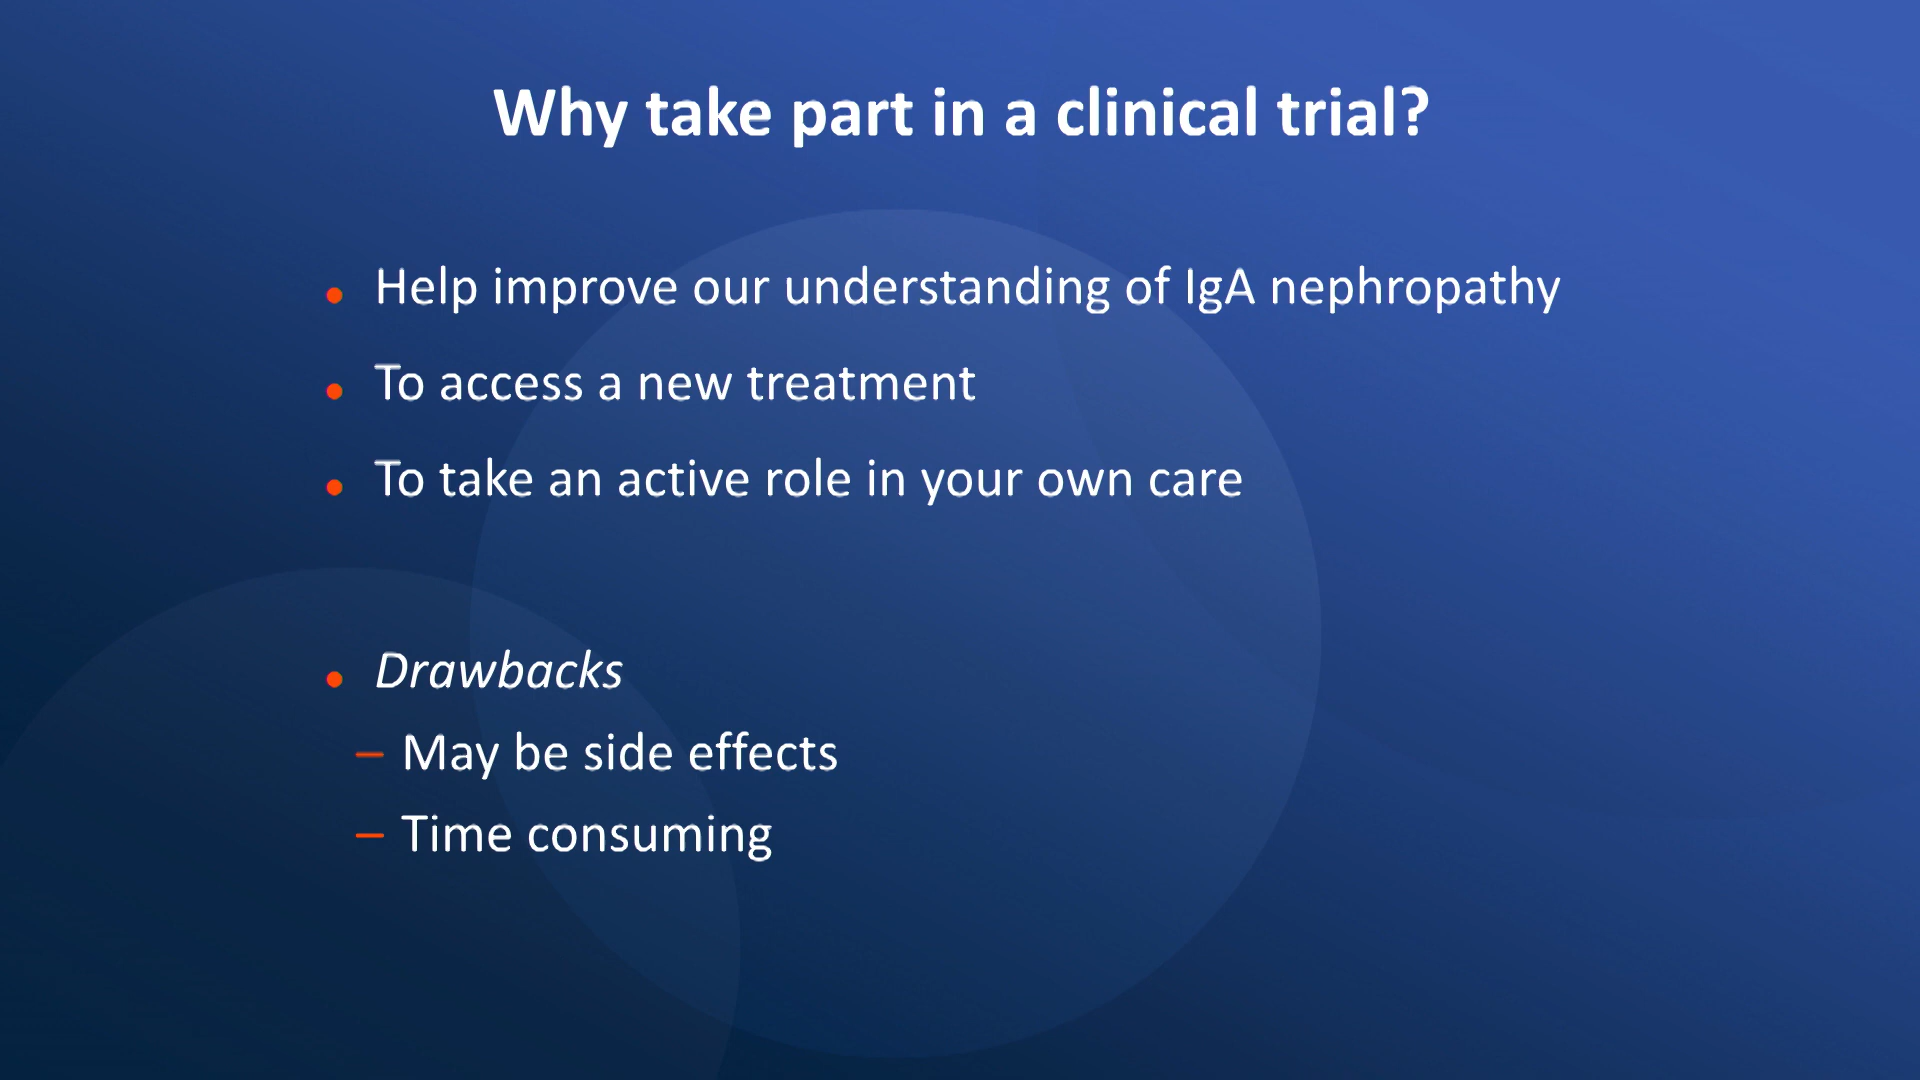 Why take part in a clinical trial?
• Help improve our understanding of IgA nephropathy
• To access a new treatment
• To take an active role in your own care
• Drawbacks
– May be side effects
– Time consuming